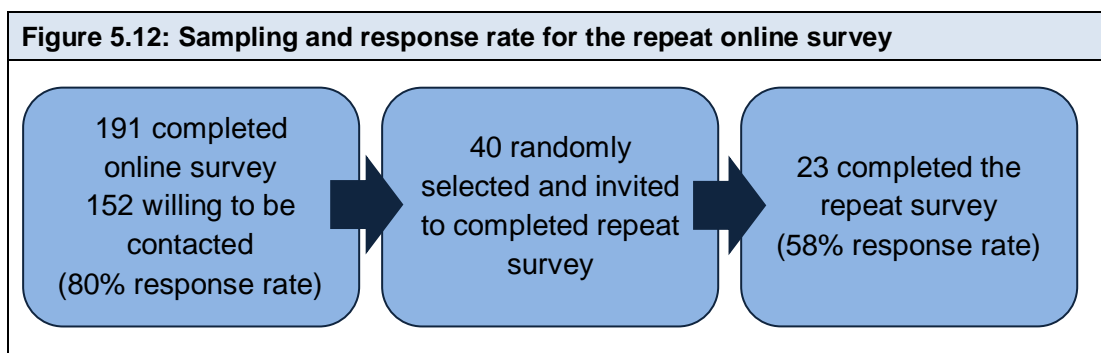 Figure 5.12: Sampling and response rate for the repeat online survey
191 completed
online survey
152 willing to be
contacted
(80% response rate)
40 randomly
selected and invited
to completed repeat
survey
23 completed the
repeat survey
(58% response rate)